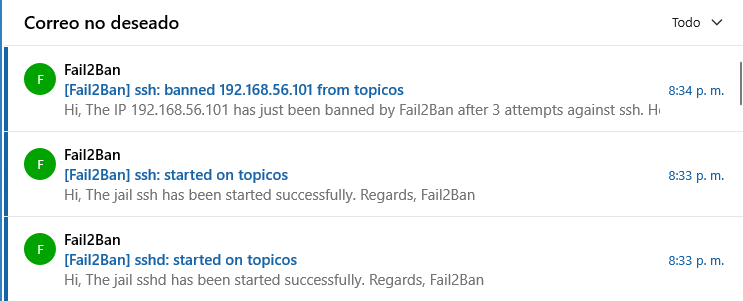 Correo no deseado
Todo
F
Fail2Ban
[Fail2Ban] ssh: banned 192.168.56.101 from topicos
8:34 p. m.
Hi, The IP 192.168.56.101 has just been banned by Fail2Ban after 3 attempts against ssh.
F
Fail2Ban
[Fail2Ban] ssh: started on topicos
8:33 p. m.
Hi, The jail ssh has been started successfully. Regards, Fail2Ban
F
Fail2Ban
[Fail2Ban] sshd: started on topicos
8:33 p. m.
Hi, The jail sshd has been started successfully. Regards, Fail2Ban